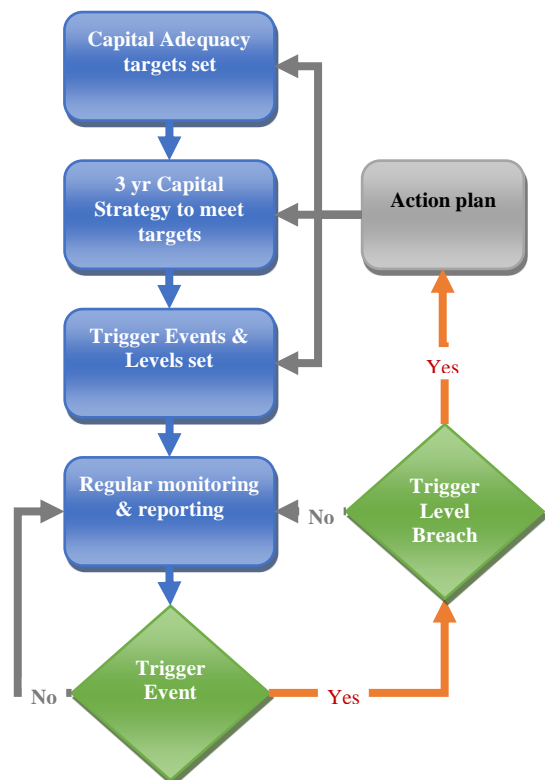 Capital Adequacy
targets set
3 yr Capital
Strategy to meet
targets
Action plan
Trigger Events &
Levels set
Yes
Regular monitoring
& reporting
No
Trigger
Level
Breach
Trigger
Event
No
Yes